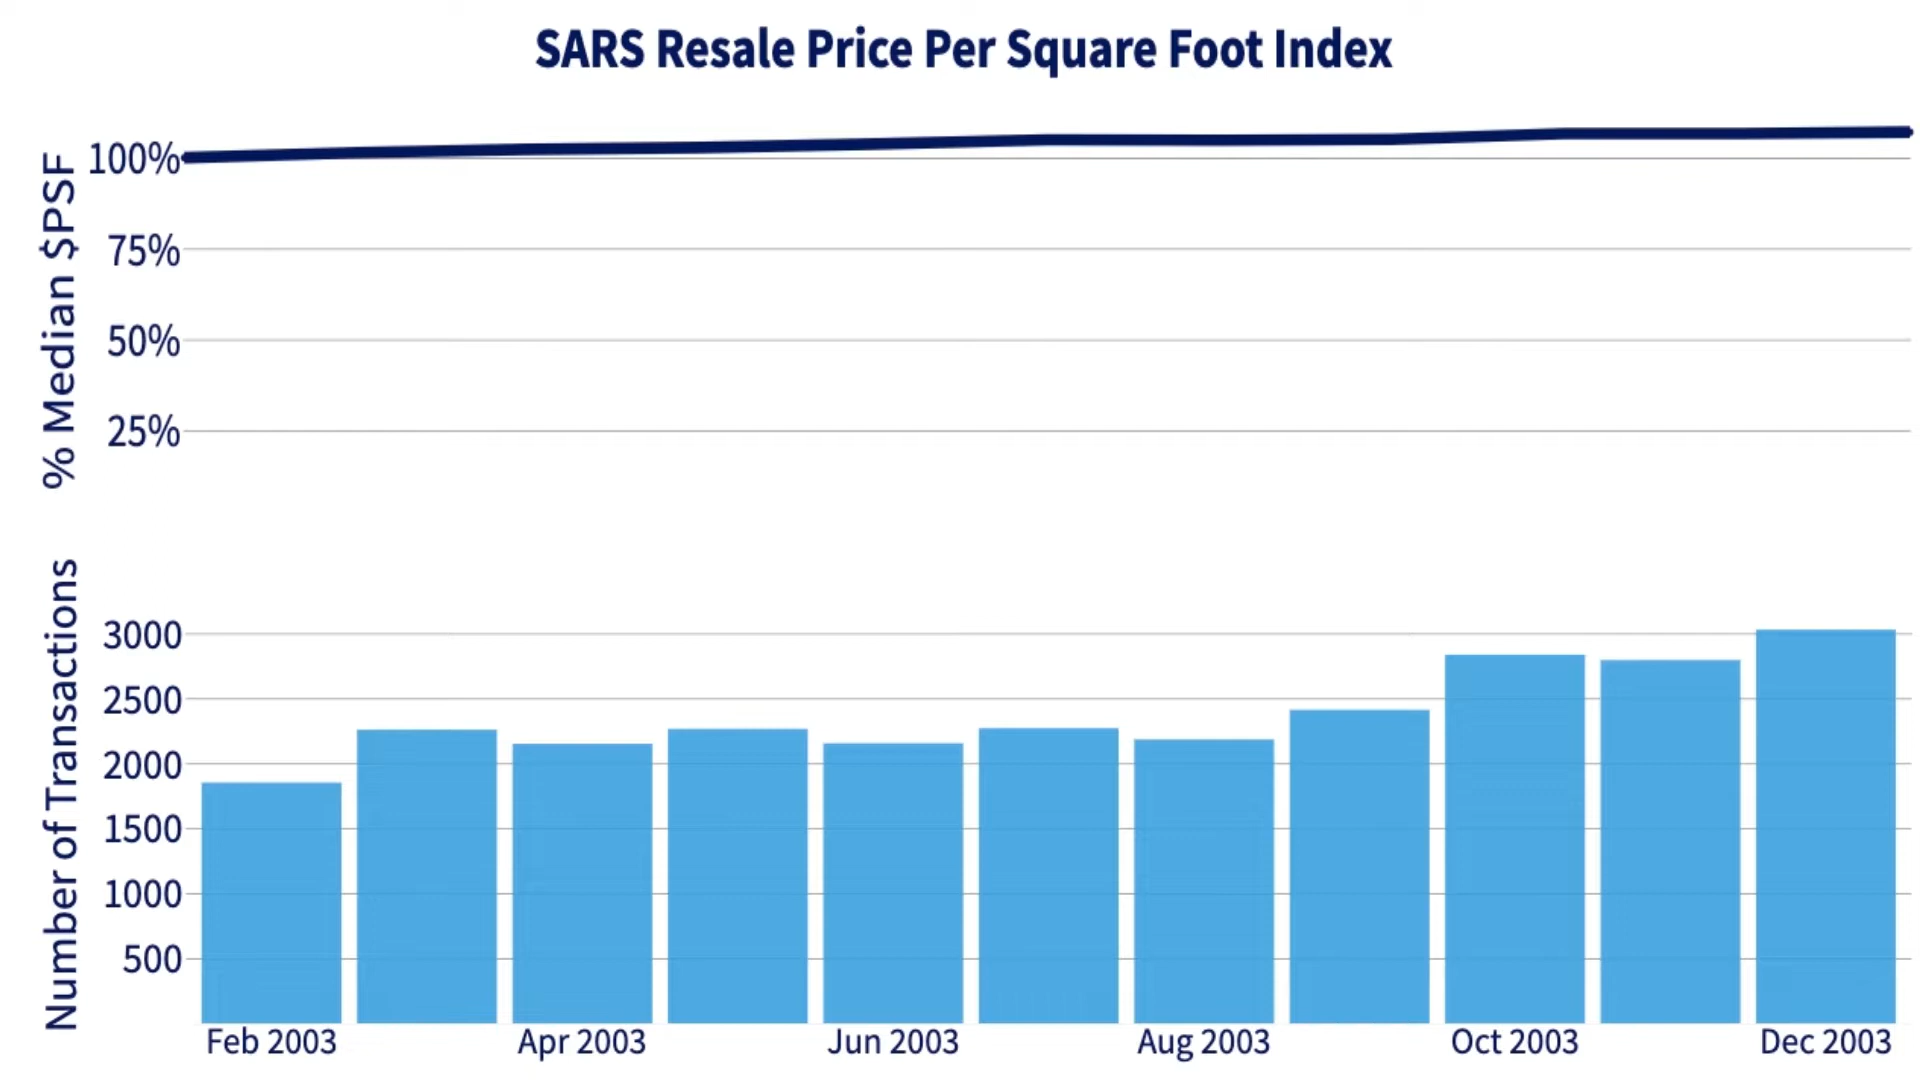 SARS Resale Price Per Square Foot Index
% Median $PSF
100%
75%
50%
25%
Number of Transactions
3000
2500
2000
1500
1000
500
Feb 2003 Apr 2003 Jun 2003 Aug 2003 Oct 2003 Dec 2003